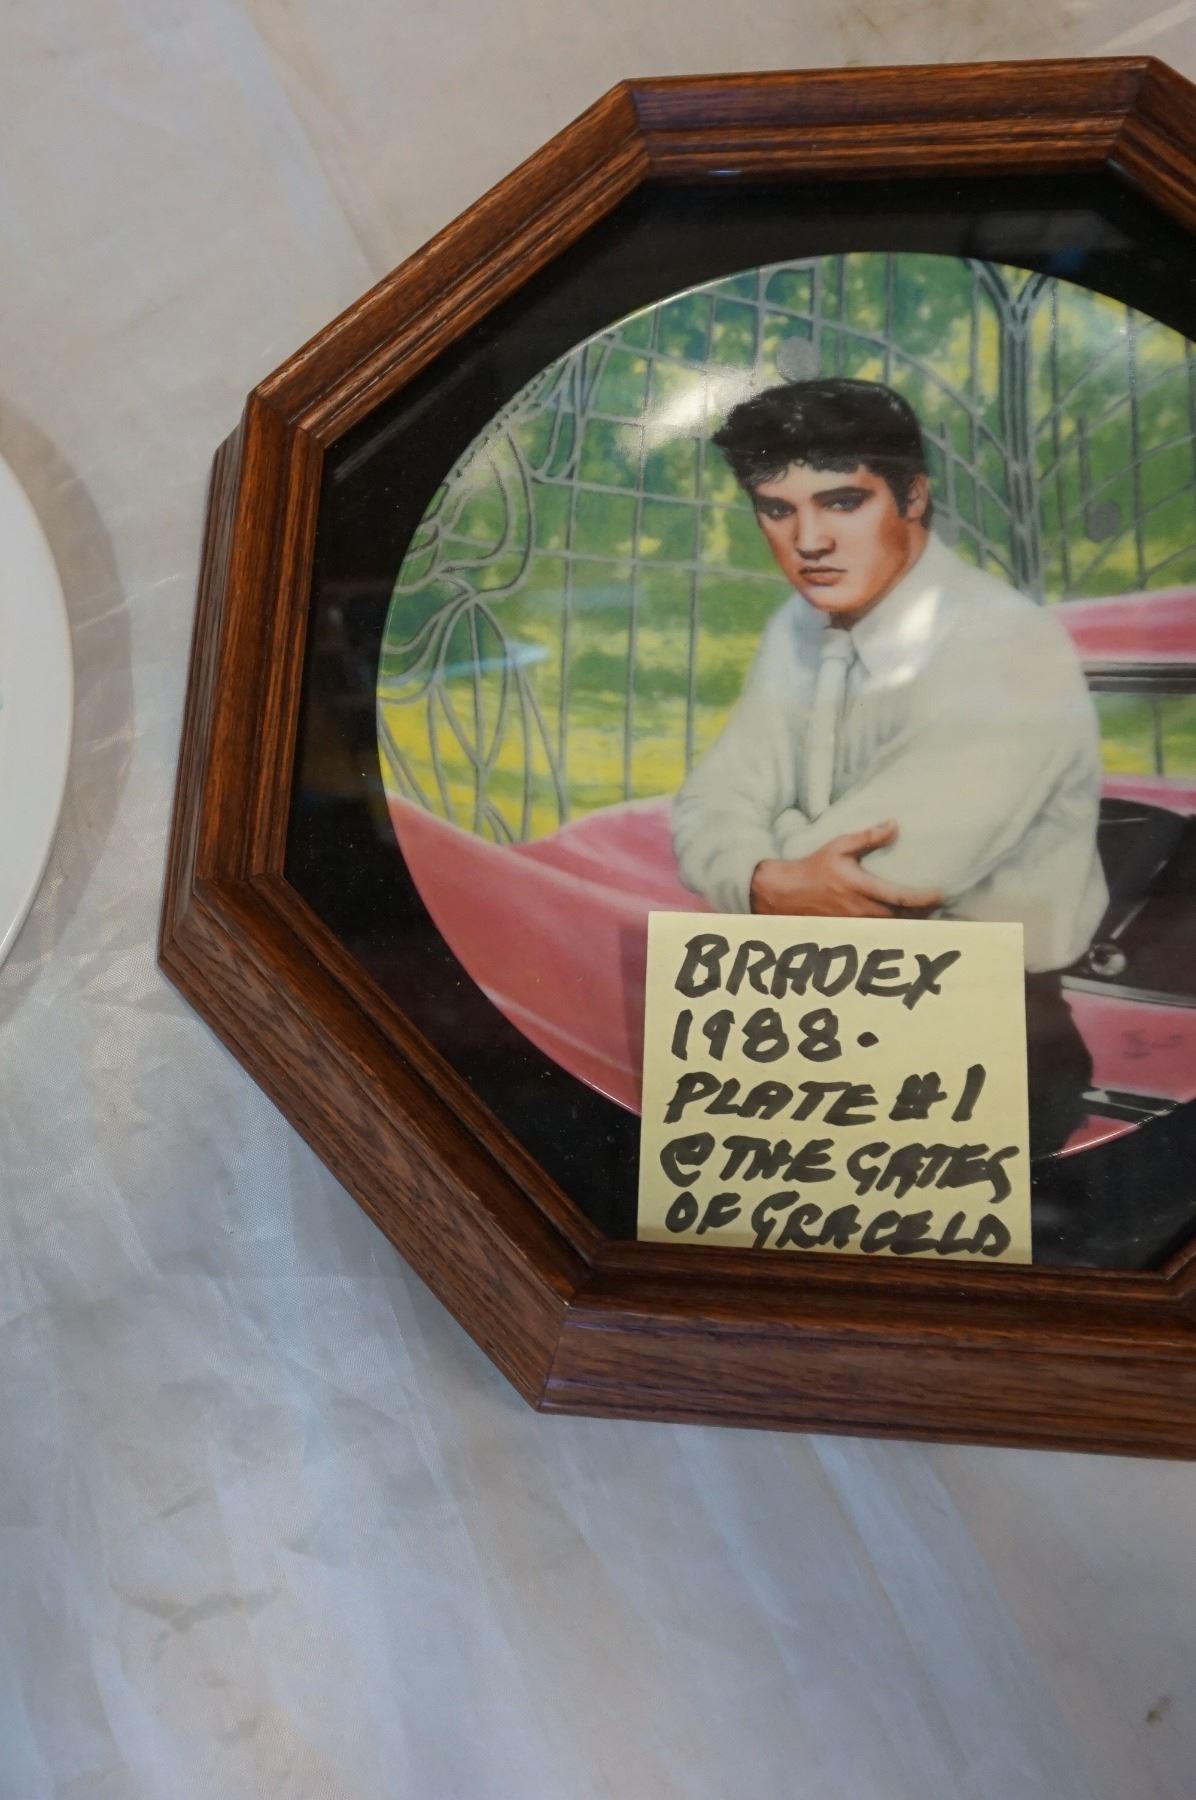 BRADEX
1988.
PLATE #1
@ THE GATES
OF GRACELD